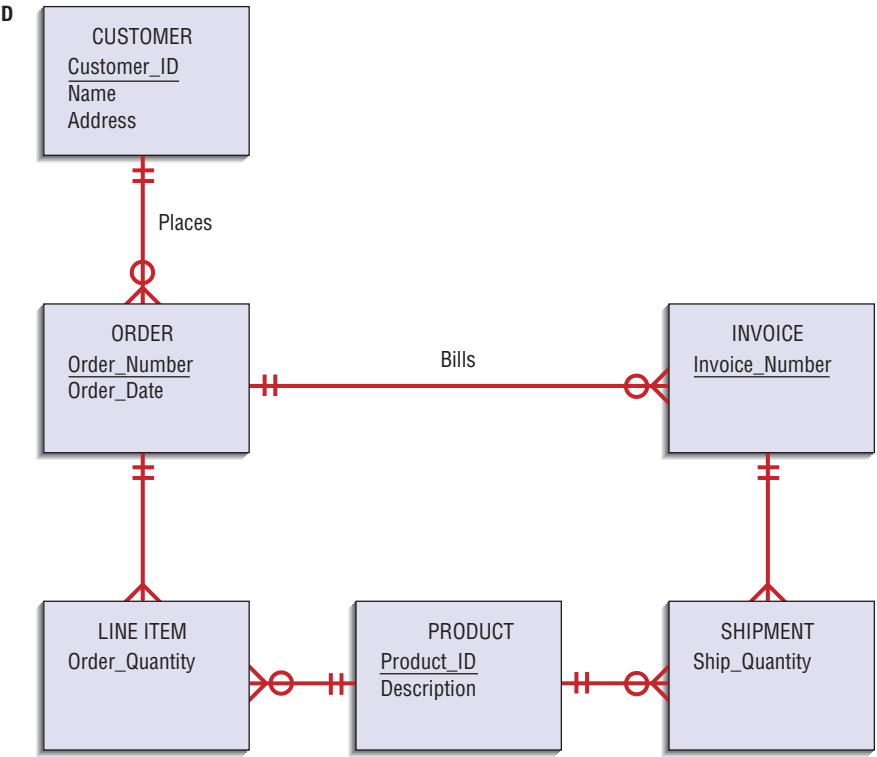 D
CUSTOMER
Customer_ID
Name
Address
Places
ORDER
Order_Number
Order_Date
Bills
INVOICE
Invoice_Number
LINE ITEM
Order_Quantity
PRODUCT
Product_ID
Description
SHIPMENT
Ship_Quantity